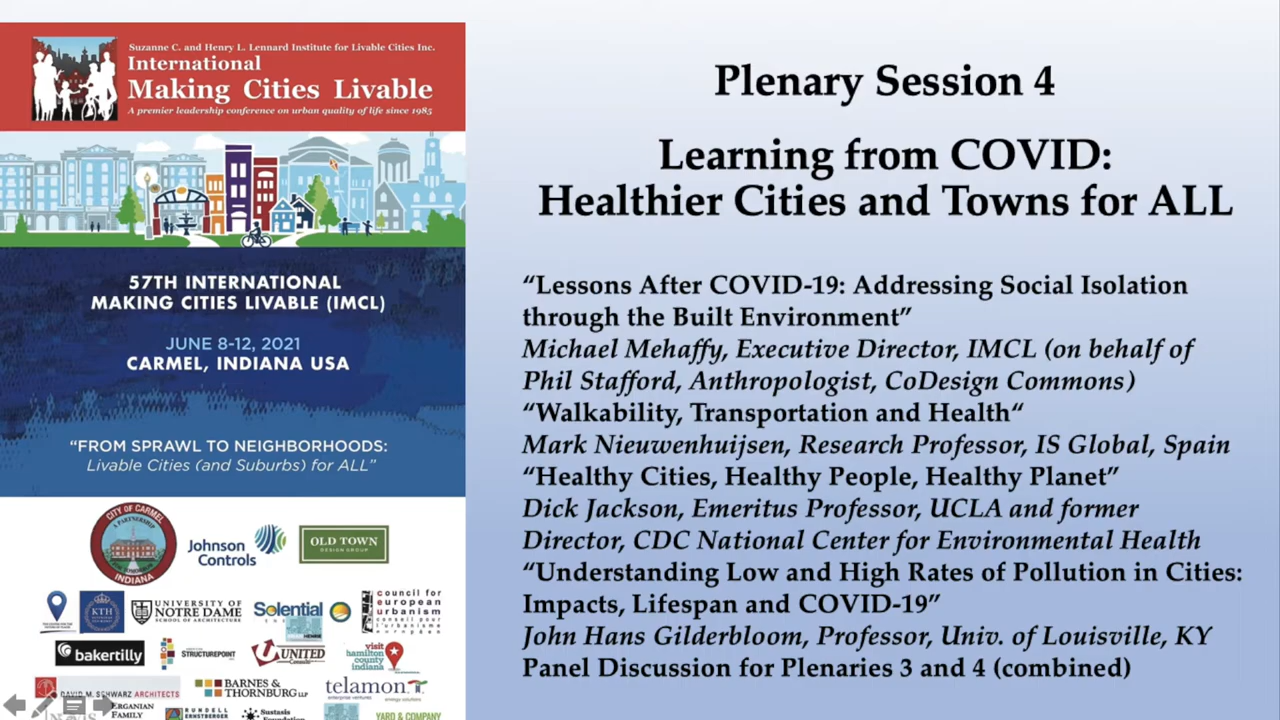 Suzanne C. and Henry L. Lennard Institute for Livable Cities Inc.
International
Making Cities Livable
A premier leadership conference on urban quality of life since 1985
57TH INTERNATIONAL
MAKING CITIES LIVABLE (IMCL)
JUNE 8-12, 2021
CARMEL, INDIANA USA
“FROM SPRAWL TO NEIGHBORHOODS:
Livable Cities (and Suburbs) for ALL”
CITY OF CARMEL
A PARTNERSHIP
INDIANA
Johnson
Controls
OLD TOWN
DESIGN GROUP
KTH
UNIVERSITY OF
NOTRE DAME
SCHOOL OF ARCHITECTURE
Solential
council for
european
urbanism
bakertilly
STRUCTUREPOINT
UNITED
visit
hamilton
county
indiana
DAVID M. SCHWARZ ARCHITECTS
BARNES &
THORNBURG LLP
telamon
ERGANIAN
FAMILY
RUNDELL
ERNSTBERGER
Sustasis
Foundation
YARD & COMPANY
Plenary Session 4
Learning from COVID:
Healthier Cities and Towns for ALL
“Lessons After COVID-19: Addressing Social Isolation
through the Built Environment”
Michael Mehaffy, Executive Director, IMCL (on behalf of
Phil Stafford, Anthropologist, CoDesign Commons)
“Walkability, Transportation and Health“
Mark Nieuwenhuijsen, Research Professor, IS Global, Spain
“Healthy Cities, Healthy People, Healthy Planet”
Dick Jackson, Emeritus Professor, UCLA and former
Director, CDC National Center for Environmental Health
“Understanding Low and High Rates of Pollution in Cities:
Impacts, Lifespan and COVID-19”
John Hans Gilderbloom, Professor, Univ. of Louisville, KY
Panel Discussion for Plenaries 3 and 4 (combined)